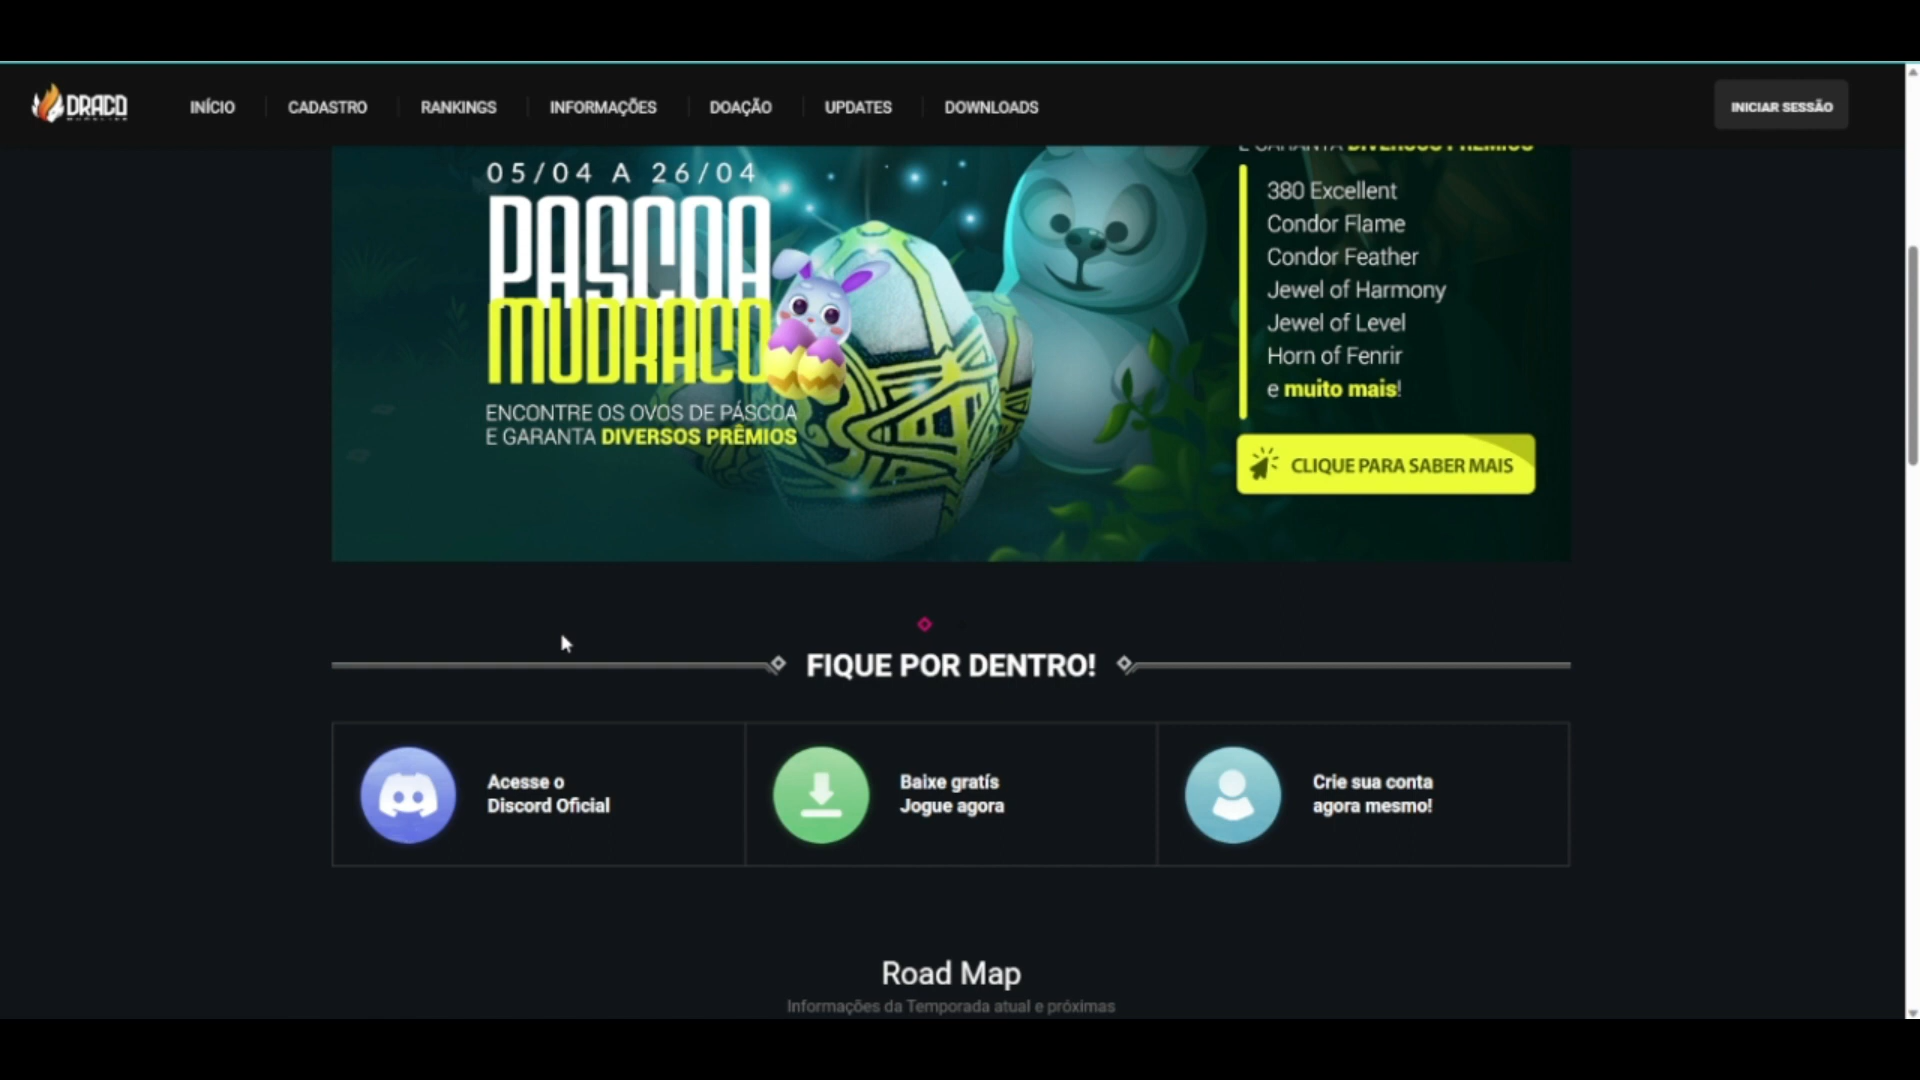 DRACO
INÍCIO
CADASTRO
RANKINGS
INFORMAÇÕES
DOAÇÃO
UPDATES
DOWNLOADS
INICIAR SESSÃO
05/04 A 26/04
PASCOA
MUDRACO
ENCONTRE OS OVOS DE PÁSCOA
E GARANTA DIVERSOS PRÊMIOS
E GARANTA DIVERSOS PRÊMIOS
380 Excellent
Condor Flame
Condor Feather
Jewel of Harmony
Jewel of Level
Horn of Fenrir
e muito mais!
CLIQUE PARA SABER MAIS
FIQUE POR DENTRO!
Acesse o
Discord Oficial
Baixe gratís
Jogue agora
Crie sua conta
agora mesmo!
Road Map
Informações da Temporada atual e próximas